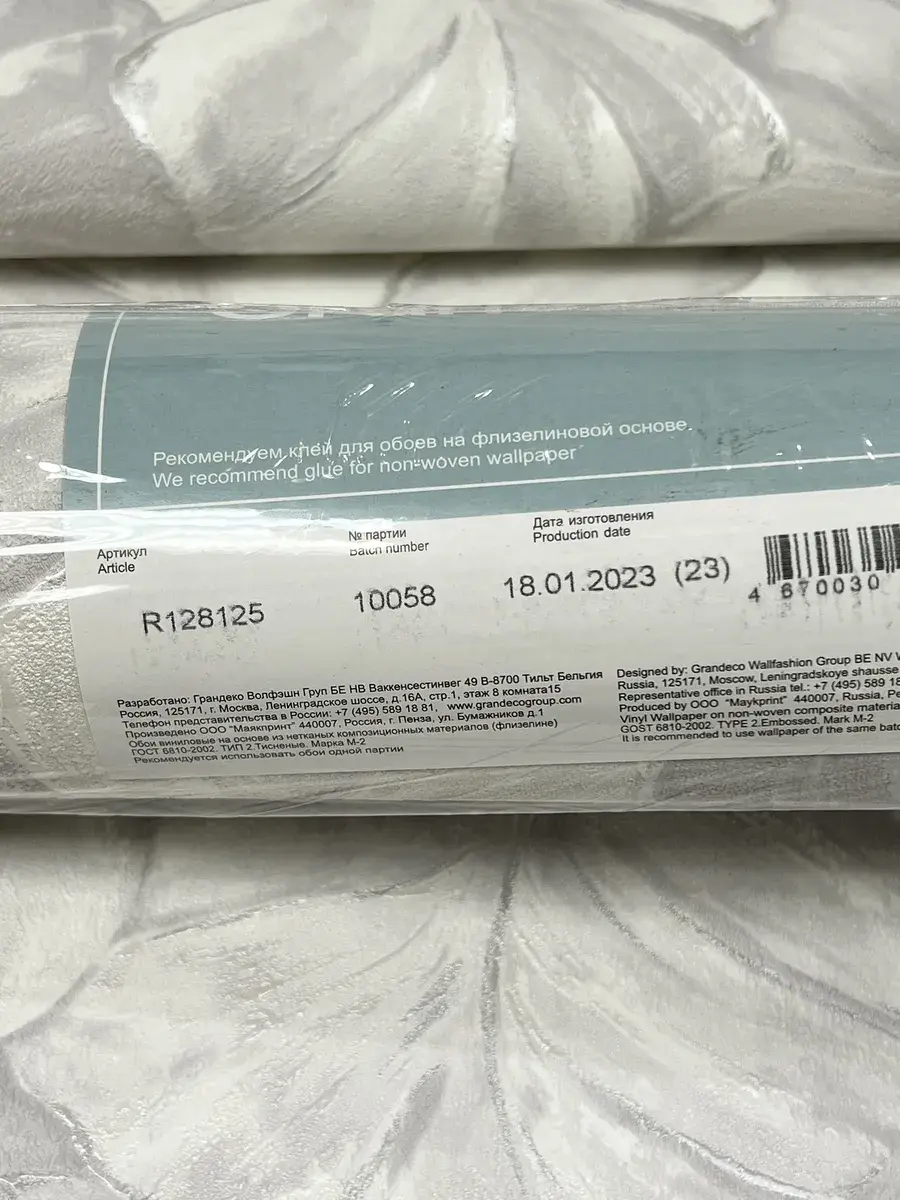 Рекомендуем клей для обоев на флизелиновой основе.
We recommend glue for non-woven wallpaper
Артикул
Article
R128125
№ партии
Batch number
10058
Дата изготовления
Production date
18.01.2023 (23)
4 670030
Разработано: Грандеко Волфэшн Груп БЕ НВ Ваккенсестинвег 49 В-8700 Тильт Бельгия
Россия, 125171, г. Москва, Ленинградское шоссе, д.16А, стр.1, этаж 8 комната15
Телефон представительства в России: +7 (495) 589 18 81, www.grandecogroup.com
Произведено ООО "Маякпринт" 440007, Россия, г. Пенза, ул. Бумажников д.1
Обои виниловые на основе из нетканых композиционных материалов (флизелине)
ГОСТ 6810-2002. ТИП 2.Тисненые. Марка М-2
Рекомендуется использовать обои одной партии
Designed by: Grandeco Wallfashion Group BE NV
Russia, 125171, Moscow, Leningradskoye shausse
Representative office in Russia tel.: +7 (495) 589 18
Produced by OOO "Maykprint" 440007, Russia,
Vinyl Wallpaper on non-woven composite
GOST 6810-2002. TYPE 2.Embossed. Mark M-2
It is recommended to use wallpaper of the same